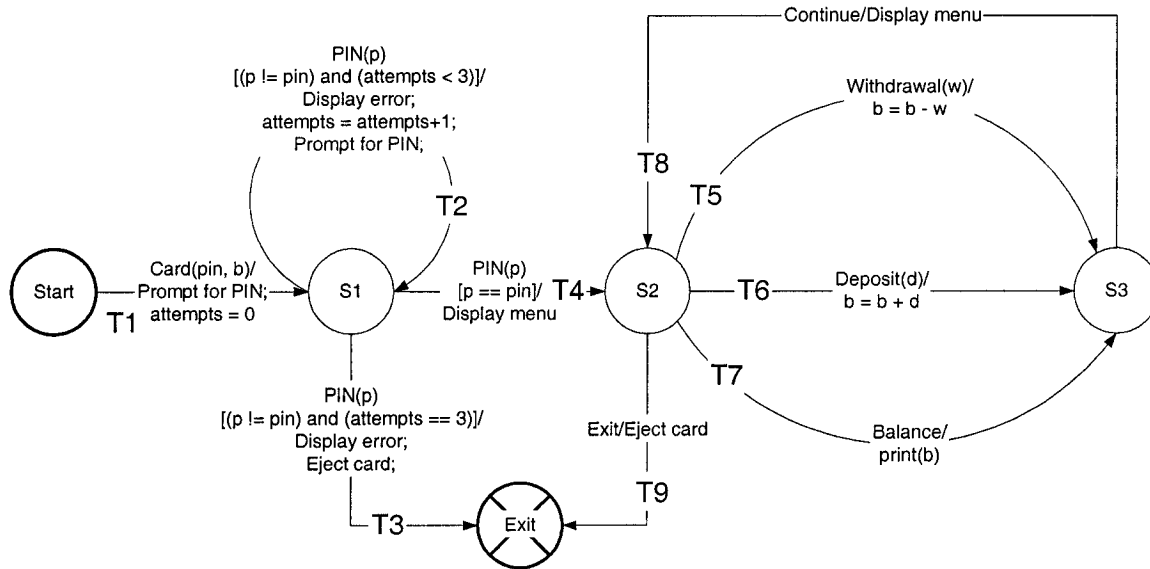 Continue/Display menu
PIN(p)
[(p != pin) and (attempts < 3)]/
Display error;
attempts = attempts+1;
Prompt for PIN;
Withdrawal(w)/
b = b - w
T8
T5
T2
Start
Card(pin, b)/
Prompt for PIN;
attempts = 0
T1
S1
PIN(p)
[p == pin]/
Display menu
T4
S2
T6
Deposit(d)/
b = b + d
S3
T7
PIN(p)
[(p != pin) and (attempts == 3)]/
Display error;
Eject card;
Exit/Eject card
Balance/
print(b)
T9
T3
Exit